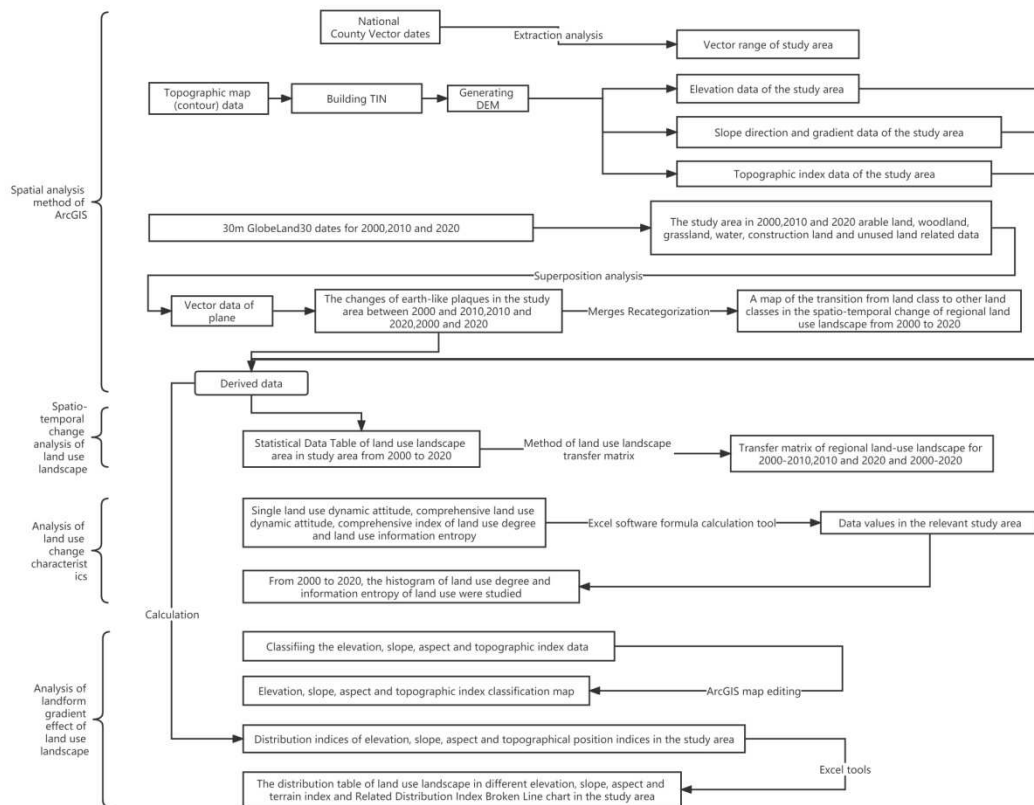 National
County Vector dates
Extraction analysis
Vector range of study area
Topographic map
(contour) data
Building TIN
Generating
DEM
Elevation data of the study area
Slope direction and gradient data of the study area
Topographic index data of the study area
Spatial analysis
method of
ArcGIS
30m GlobeLand30 dates for 2000,2010 and 2020
The study area in 2000,2010 and 2020 arable land, woodland,
grassland, water, construction land and unused land related data
Superposition analysis
Vector data of
plane
The changes of earth-like plaques in the study
area between 2000 and 2010,2010 and
2020,2000 and 2020
Merges Recategorization
A map of the transition from land class to other land
classes in the spatio-temporal change of regional land
use landscape from 2000 to 2020
Derived data
Spatio-
temporal
change
analysis of
land use
landscape
Statistical Data Table of land use landscape
area in study area from 2000 to 2020
Method of land use landscape
transfer matrix
Transfer matrix of regional land-use landscape for
2000-2010,2010 and 2020 and 2000-2020
Analysis of
land use
change
characterist
ics
Single land use dynamic attitude, comprehensive land use
dynamic attitude, comprehensive index of land use degree
and land use information entropy
Excel software formula calculation tool
Data values in the relevant study area
From 2000 to 2020, the histogram of land use degree and
information entropy of land use were studied
Calculation
Analysis of
landform
gradient
effect of
land use
landscape
Classifiing the elevation, slope, aspect and topographic index data
Elevation, slope, aspect and topographic index classification map
ArcGIS map editing
Distribution indices of elevation, slope, aspect and topographical position indices in the study area
Excel tools
The distribution table of land use landscape in different elevation, slope, aspect and
terrain index and Related Distribution Index Broken Line chart in the study area